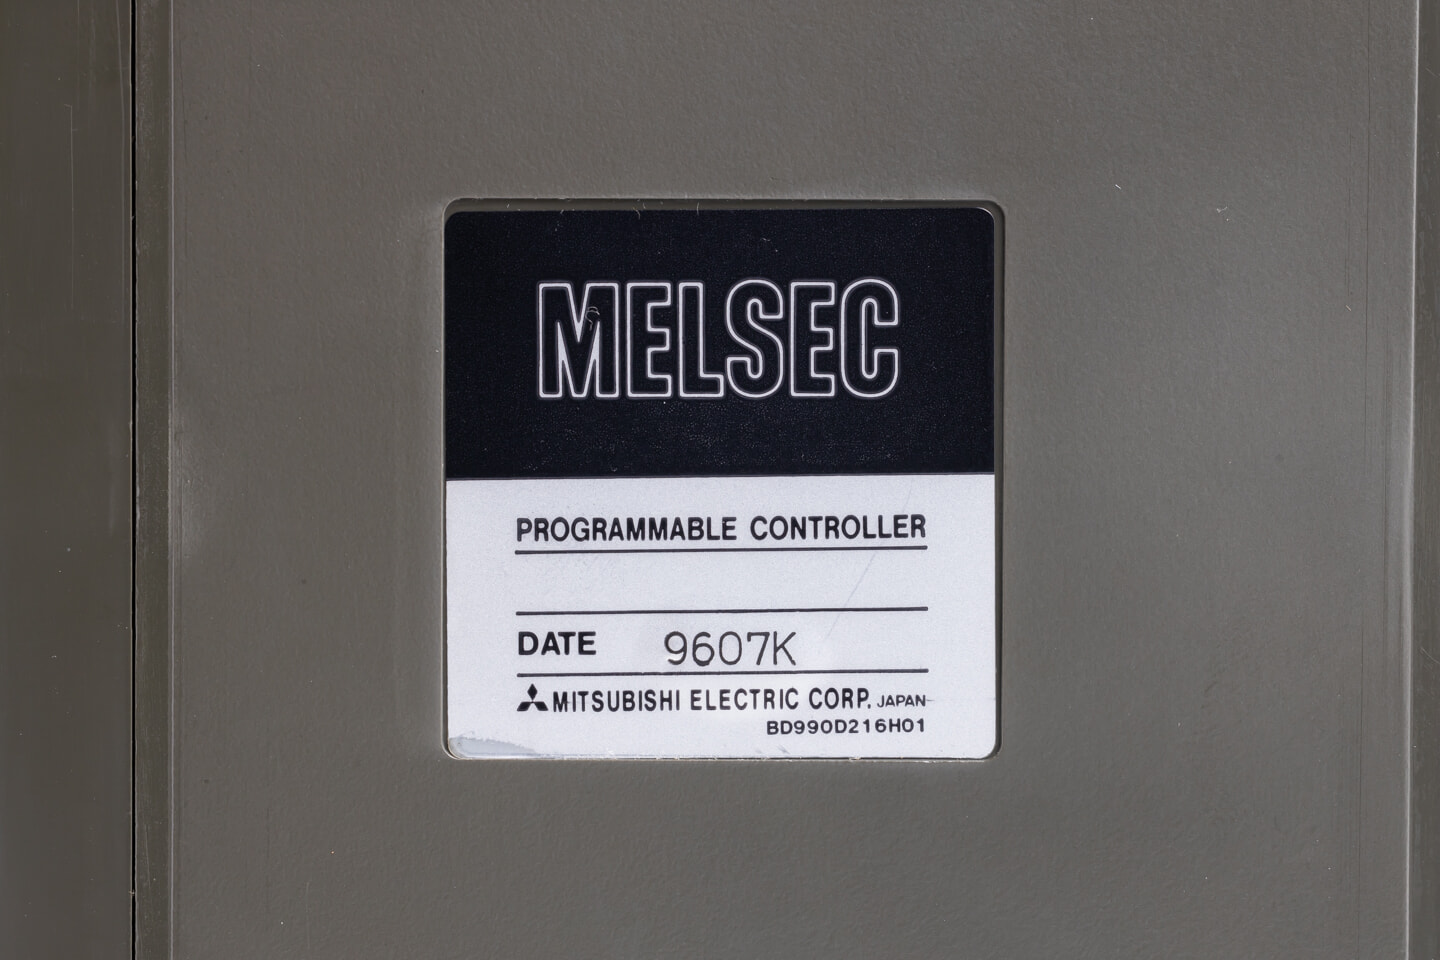 MELSEC
PROGRAMMABLE CONTROLLER
DATE 9607K
MITSUBISHI ELECTRIC CORP. JAPAN
BD990D216H01